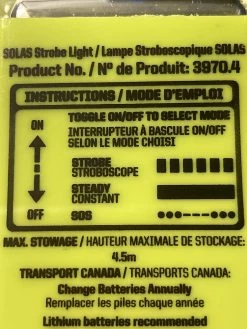 SOLAS Strobe Light / Lampe Stroboscopique SOLAS
Product No. / N° de Produit: 3970.4
INSTRUCTIONS / MODE D'EMPLOI
TOGGLE ON/OFF TO SELECT MODE
ON
INTERRUPTEUR À BASCULE ON/OFF
SELON LE MODE CHOISI
STROBE
STROBOSCOPE
STEADY
CONSTANT
OFF
SOS
MAX. STOWAGE / HAUTEUR MAXIMALE DE STOCKAGE:
4.5m
TRANSPORT CANADA / TRANSPORTS CANADA:
Change Batteries Annually
Remplacer les piles chaque année
Lithium batteries recommended